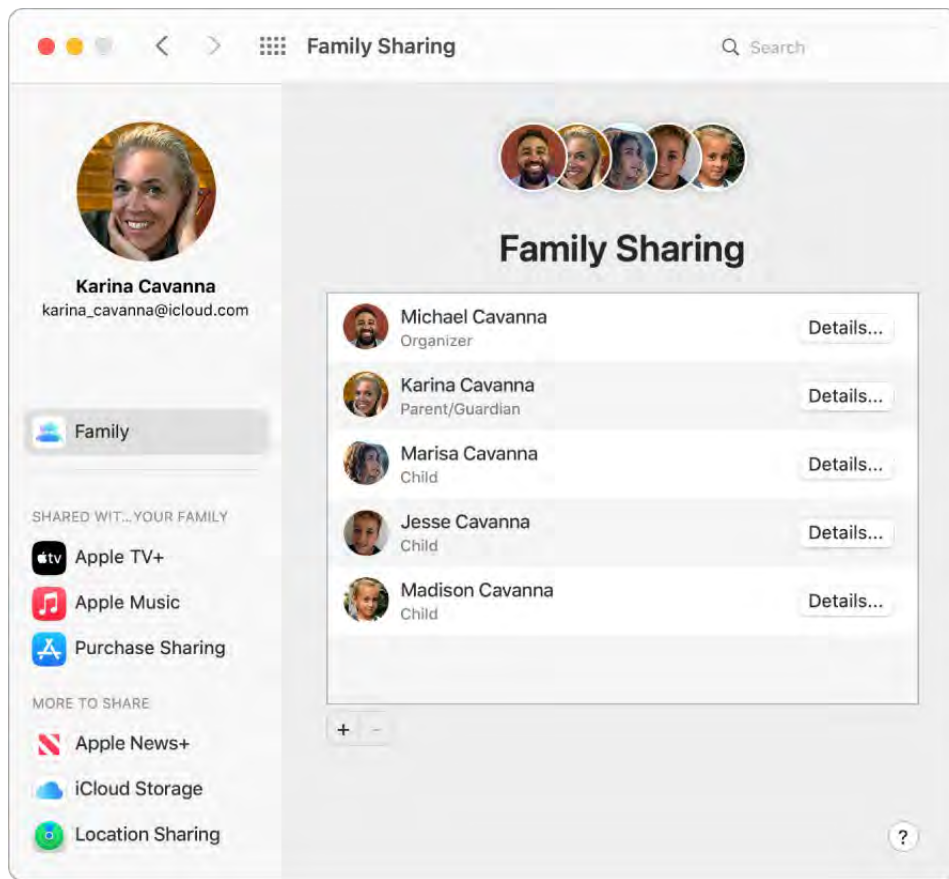 Family Sharing
Search
Karina Cavanna
karina_cavanna@icloud.com
Family
SHARED WIT...YOUR FAMILY
tv
Apple TV+
Apple Music
Purchase Sharing
MORE TO SHARE
Apple News+
iCloud Storage
Location Sharing
Family Sharing
Michael Cavanna
Organizer
Details...
Karina Cavanna
Parent/Guardian
Details...
Marisa Cavanna
Child
Details...
Jesse Cavanna
Child
Details...
Madison Cavanna
Child
Details...
+ -
?